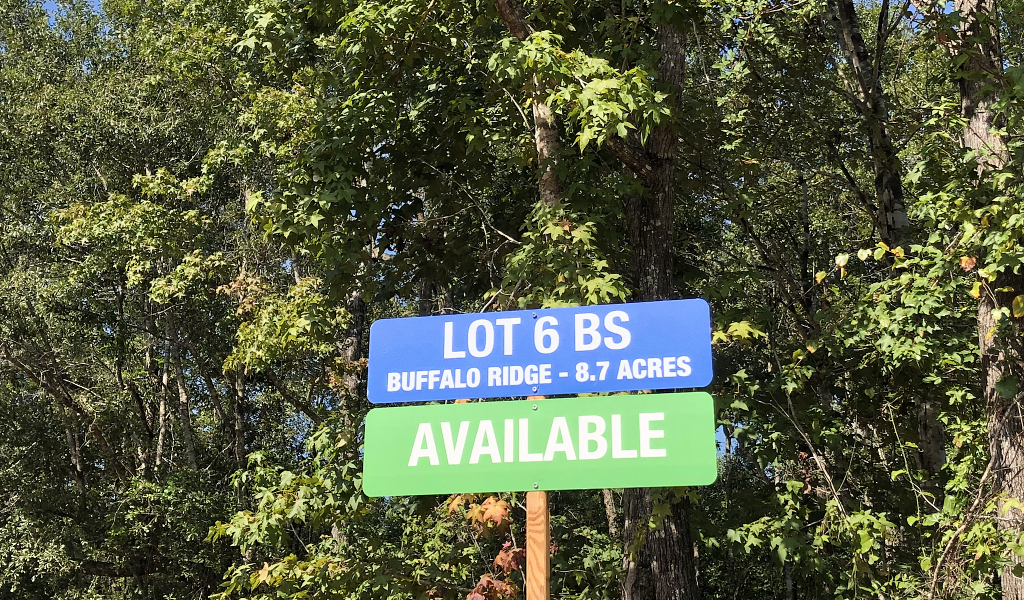 LOT 6 BS
BUFFALO RIDGE - 8.7 ACRES
AVAILABLE